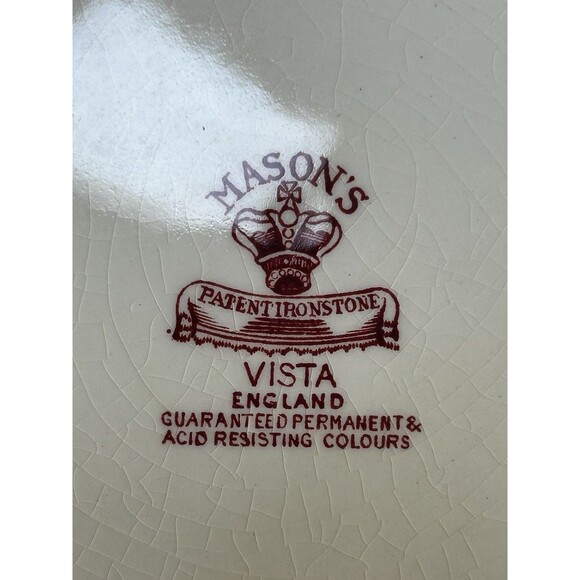 MASON'S
PATENT IRONSTONE
VISTA
ENGLAND
GUARANTEED PERMANENT &
ACID RESISTING COLOURS